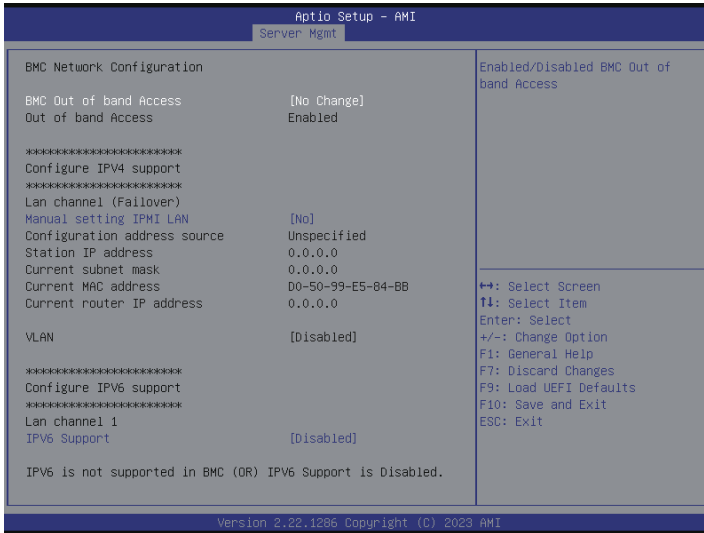 Aptio Setup – AMI
Server Mgmt
BMC Network Configuration
BMC Out of band Access [No Change]
Out of band Access Enabled
***********************
Configure IPV4 support
***********************
Lan channel (Failover)
Manual setting IPMI LAN [No]
Configuration address source Unspecified
Station IP address 0.0.0.0
Current subnet mask 0.0.0.0
Current MAC address D0-50-99-E5-84-BB
Current router IP address 0.0.0.0
VLAN [Disabled]
***********************
Configure IPV6 support
***********************
Lan channel 1
IPV6 Support [Disabled]
IPV6 is not supported in BMC (OR) IPV6 Support is Disabled.
Enabled/Disabled BMC Out of
band Access
↔: Select Screen
↑↓: Select Item
Enter: Select
+/-: Change Option
F1: General Help
F7: Discard Changes
F9: Load UEFI Defaults
F10: Save and Exit
ESC: Exit
Version 2.22.1286 Copyright (C) 2023 AMI